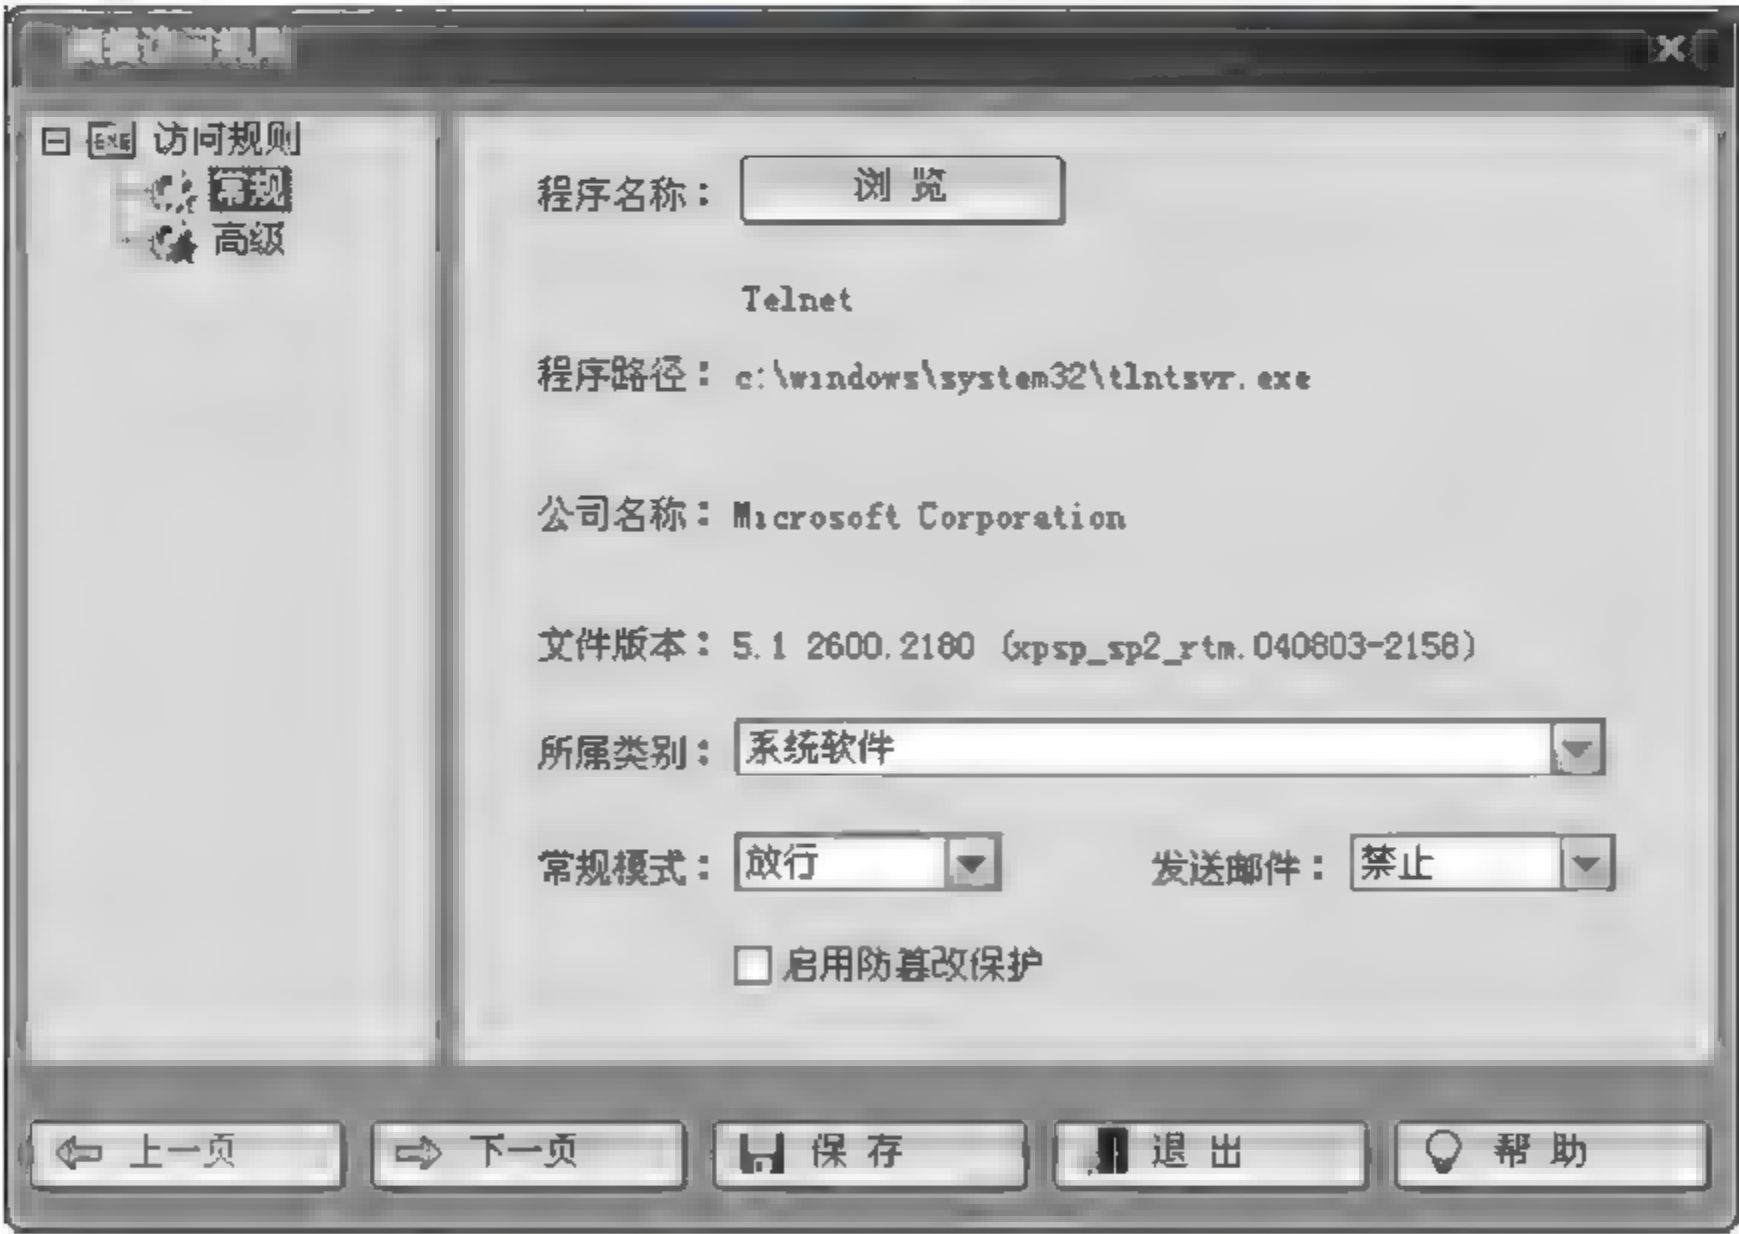 访问规则
常规
高级
程序名称： 浏 览
Telnet
程序路径： c:\windows\system32\tlntsvr.exe
公司名称： Microsoft Corporation
文件版本： 5.1 2600.2180 (xpsp_sp2_rtm.040803-2158)
所属类别： 系统软件
常规模式： 放行 发送邮件： 禁止
启用防篡改保护
上一页 下一页 保 存 退 出 帮 助